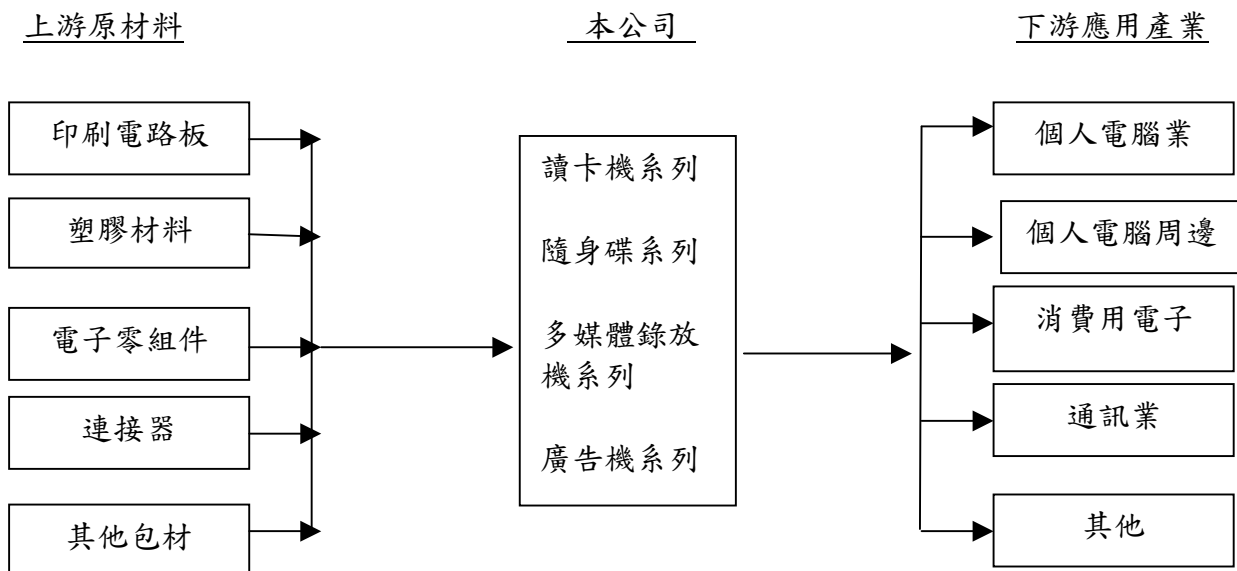 上游原材料
本公司
下游應用產業
印刷電路板
塑膠材料
電子零組件
連接器
其他包材
讀卡機系列
隨身碟系列
多媒體錄放
機系列
廣告機系列
個人電腦業
個人電腦周邊
消費用電子
通訊業
其他